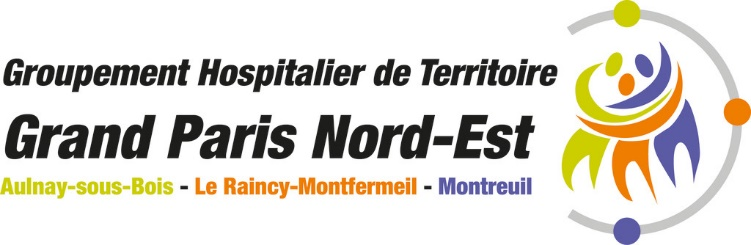 Groupement Hospitalier de Territoire
Grand Paris Nord-Est
Aulnay-sous-Bois - Le Raincy-Montfermeil - Montreuil